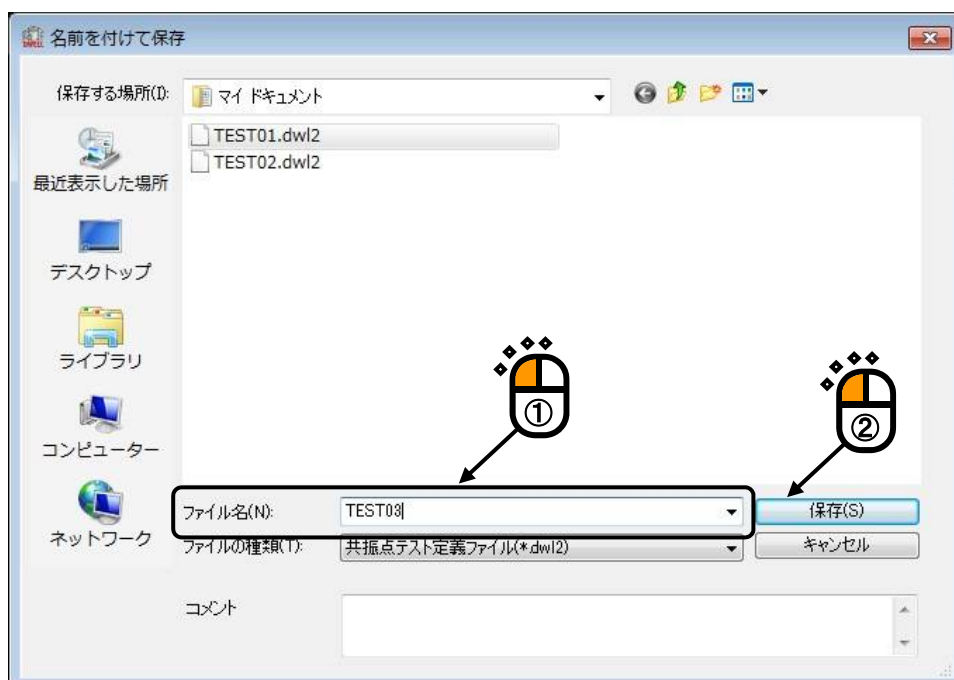 名前を付けて保存
保存する場所(I):
マイ ドキュメント
TEST01.dwl2
TEST02.dwl2
最近表示した場所
デスクトップ
ライブラリ
コンピューター
ネットワーク
①
②
ファイル名(N):
TEST03
保存(S)
ファイルの種類(T):
共振点テスト定義ファイル(*.dwl2)
キャンセル
コメント